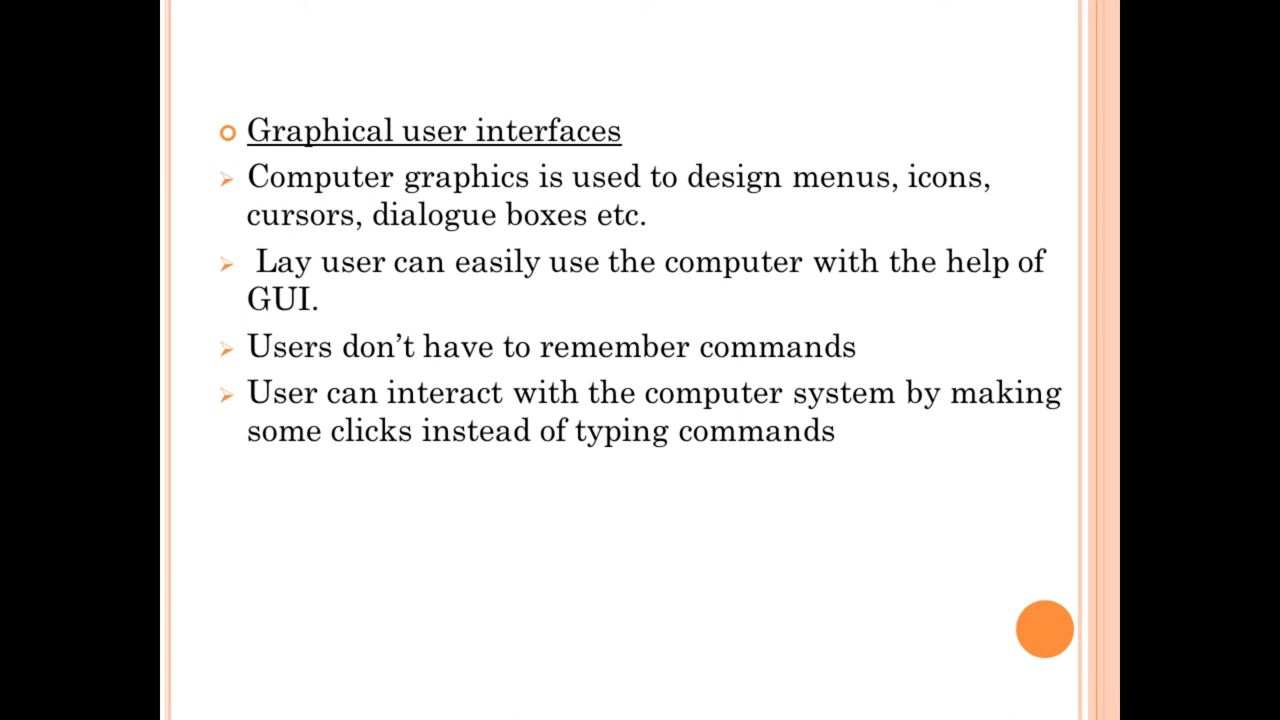 Graphical user interfaces
Computer graphics is used to design menus, icons,
cursors, dialogue boxes etc.
Lay user can easily use the computer with the help of
GUI.
Users don’t have to remember commands
User can interact with the computer system by making
some clicks instead of typing commands